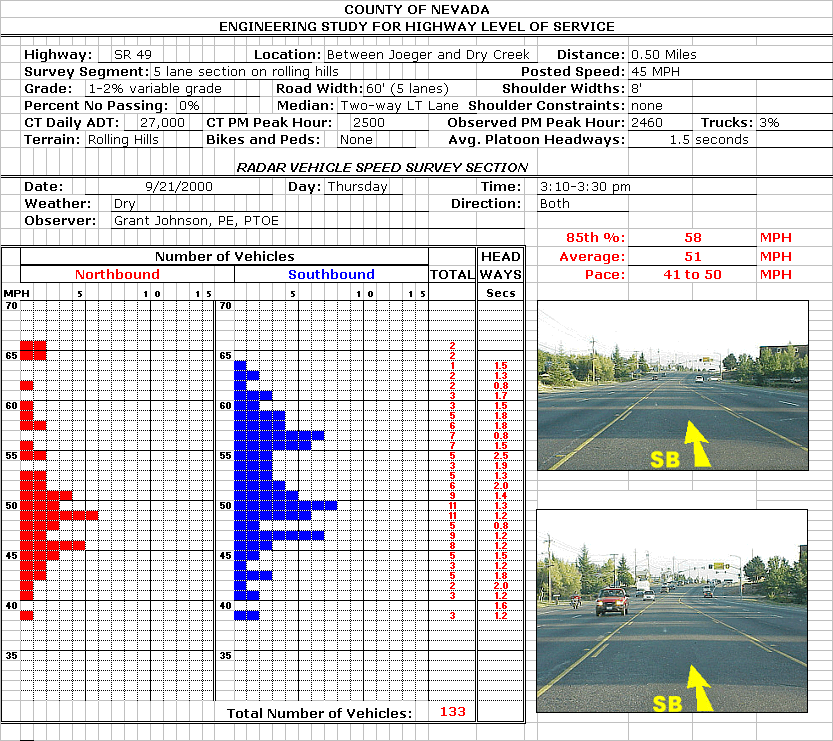 COUNTY OF NEVADA
ENGINEERING STUDY FOR HIGHWAY LEVEL OF SERVICE
Highway: SR 49 Location: Between Joeger and Dry Creek Distance: 0.50 Miles
Survey Segment: 5 lane section on rolling hills Posted Speed: 45 MPH
Grade: 1-2% variable grade Road Width: 60' (5 lanes) Shoulder Widths: 8'
Percent No Passing: 0% Median: Two-way LT Lane Shoulder Constraints: none
CT Daily ADT: 27,000 CT PM Peak Hour: 2500 Observed PM Peak Hour: 2460 Trucks: 3%
Terrain: Rolling Hills Bikes and Peds: None Avg. Platoon Headways: 1.5 seconds
RADAR VEHICLE SPEED SURVEY SECTION
Date: 9/21/2000 Day: Thursday Time: 3:10-3:30 pm
Weather: Dry Direction: Both
Observer: Grant Johnson, PE, PTOE
85th %: 58 MPH
Average: 51 MPH
Pace: 41 to 50 MPH
Number of Vehicles HEAD
Northbound Southbound TOTAL WAYS
MPH 5 10 15 5 10 15 Secs
70 70
2
65 65 2
1 1.5
2 1.3
2 0.8
3 1.7
60 60 3 1.5
5 1.8
6 1.8
7 0.8
7 1.5
55 55 5 2.5
3 1.9
5 1.3
6 2.0
9 1.4
50 50 11 1.3
11 1.2
5 0.8
9 1.2
8 1.2
45 45 5 1.5
3 1.2
5 1.8
2 2.0
3 1.2
40 40 1.6
3 1.2
35 35
Total Number of Vehicles: 133
SB
SB